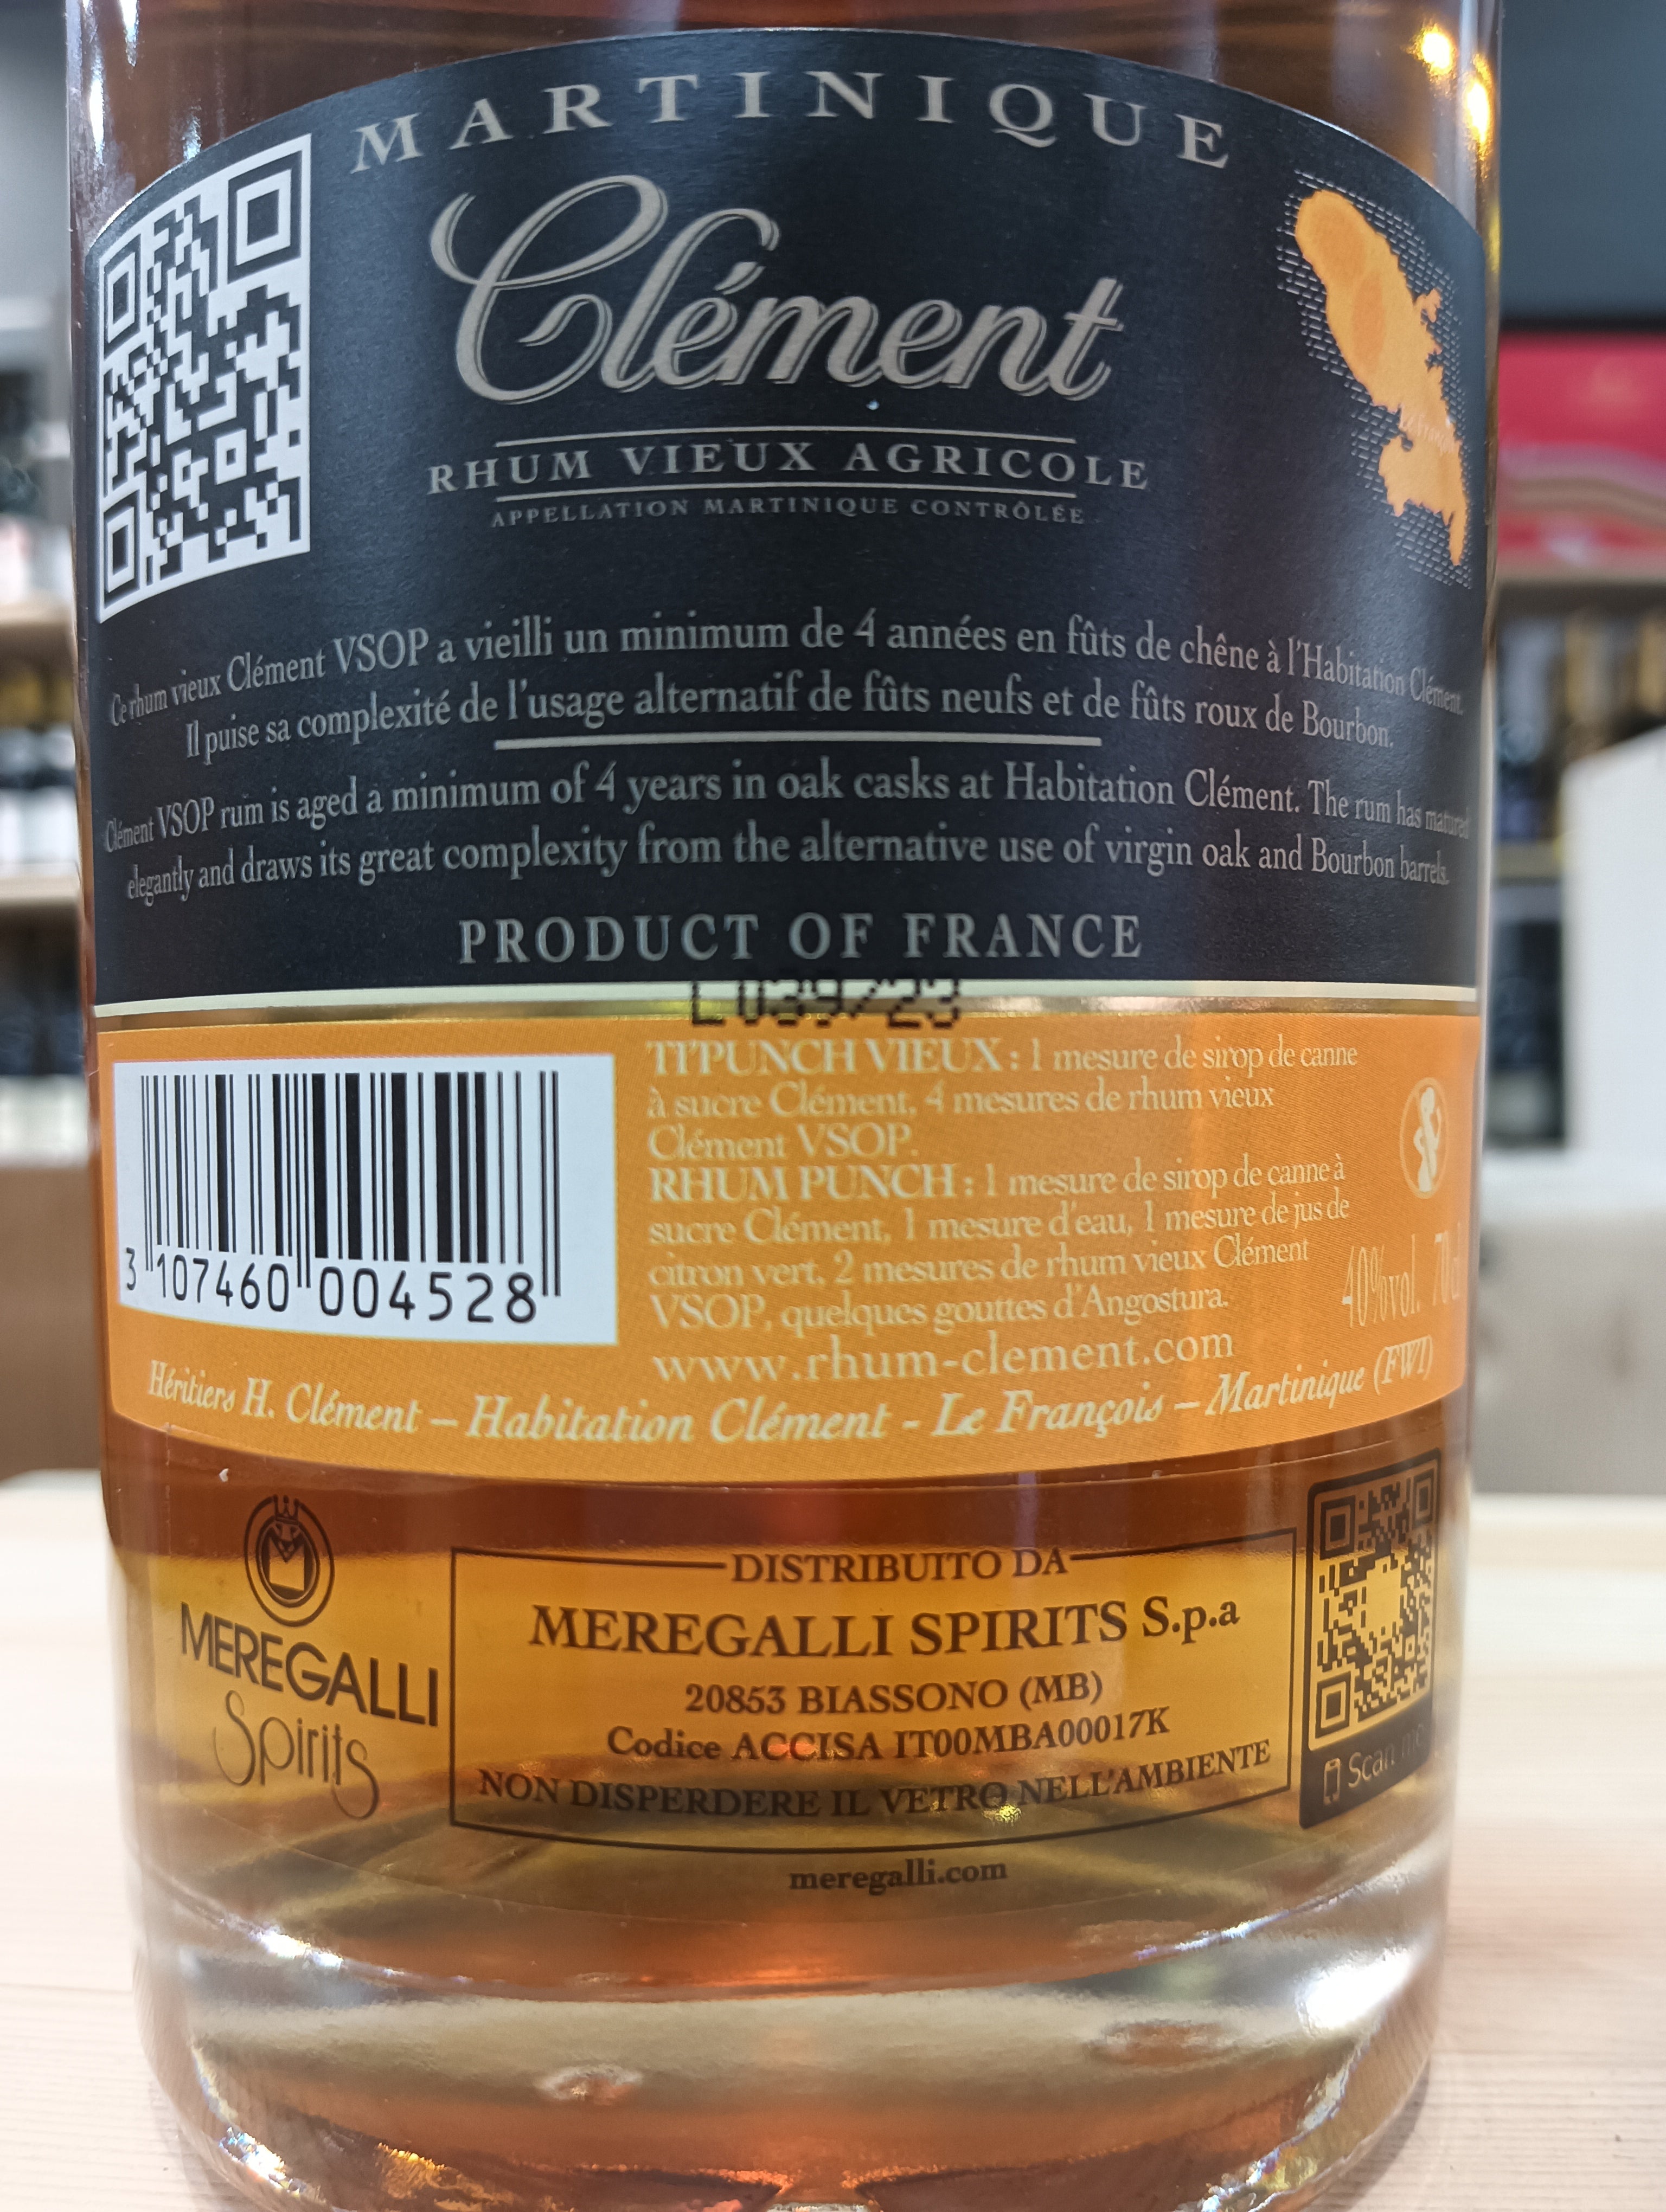 MARTINIQUE
Clément
RHUM VIEUX AGRICOLE
APPELLATION MARTINIQUE CONTRÔLÉE
Ce rhum vieux Clément VSOP a vieilli un minimum de 4 années en fûts de chêne à l'Habitation Clément.
Il puise sa complexité de l'usage alternatif de fûts neufs et de fûts roux de Bourbon.
Clément VSOP rum is aged a minimum of 4 years in oak casks at Habitation Clément. The rum has matured
elegantly and draws its great complexity from the alternative use of virgin oak and Bourbon barrels.
PRODUCT OF FRANCE
L039/23
TI'PUNCH VIEUX : 1 mesure de sirop de canne
à sucre Clément, 4 mesures de rhum vieux
Clément VSOP.
RHUM PUNCH : 1 mesure de sirop de canne à
sucre Clément, 1 mesure d'eau, 1 mesure de jus de
citron vert, 2 mesures de rhum vieux Clément
VSOP, quelques gouttes d'Angostura.
40%vol. 70cl
www.rhum-clement.com
3 107460 004528
Héritiers H. Clément – Habitation Clément - Le François – Martinique (FWI)
MEREGALLI
Spirits
DISTRIBUITO DA
MEREGALLI SPIRITS S.p.a
20853 BIASSONO (MB)
Codice ACCISA IT00MBA00017K
NON DISPERDERE IL VETRO NELL'AMBIENTE
meregalli.com
Scan me